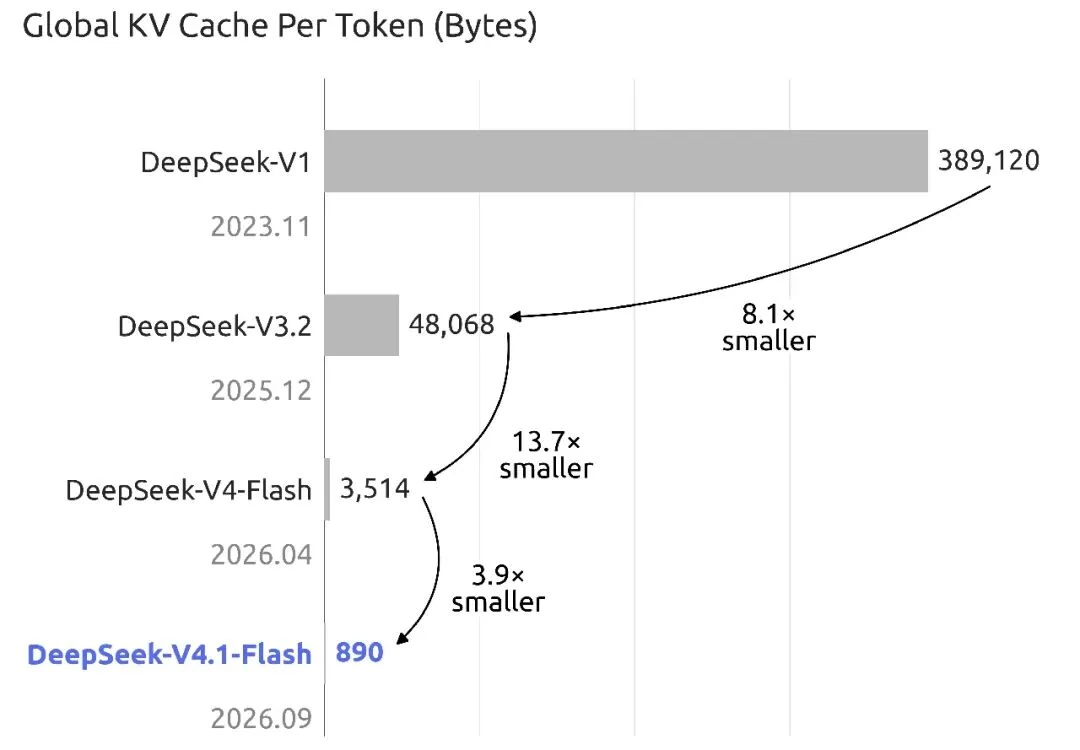 Global KV Cache Per Token (Bytes)
DeepSeek-V1
389,120
2023.11
8.1×
smaller
DeepSeek-V3.2
48,068
2025.12
13.7×
smaller
DeepSeek-V4-Flash
3,514
2026.04
3.9×
smaller
DeepSeek-V4.1-Flash
890
2026.09